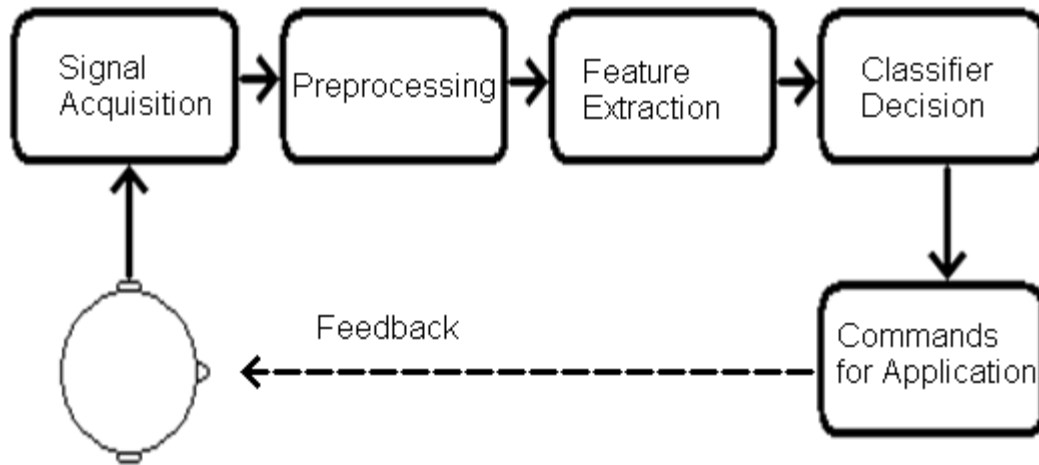 Signal
Acquisition
Preprocessing
Feature
Extraction
Classifier
Decision
Feedback
Commands
for Application